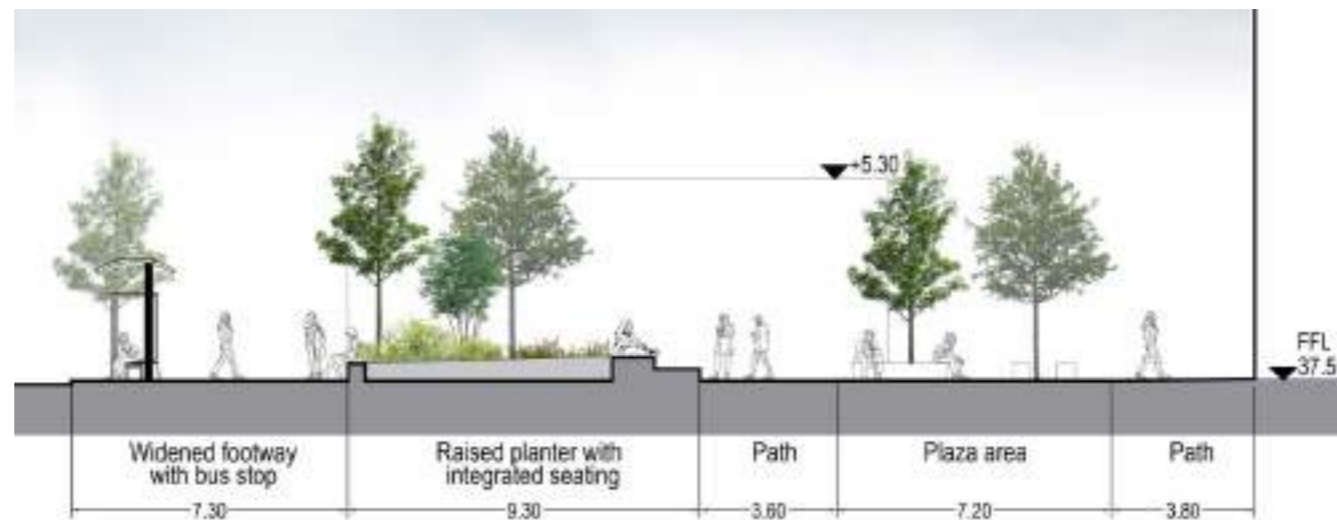 +5.30
FFL
37.5
Widened footway
with bus stop
Raised planter with
integrated seating
Path
Plaza area
Path
7.30
9.30
3.60
7.20
3.80